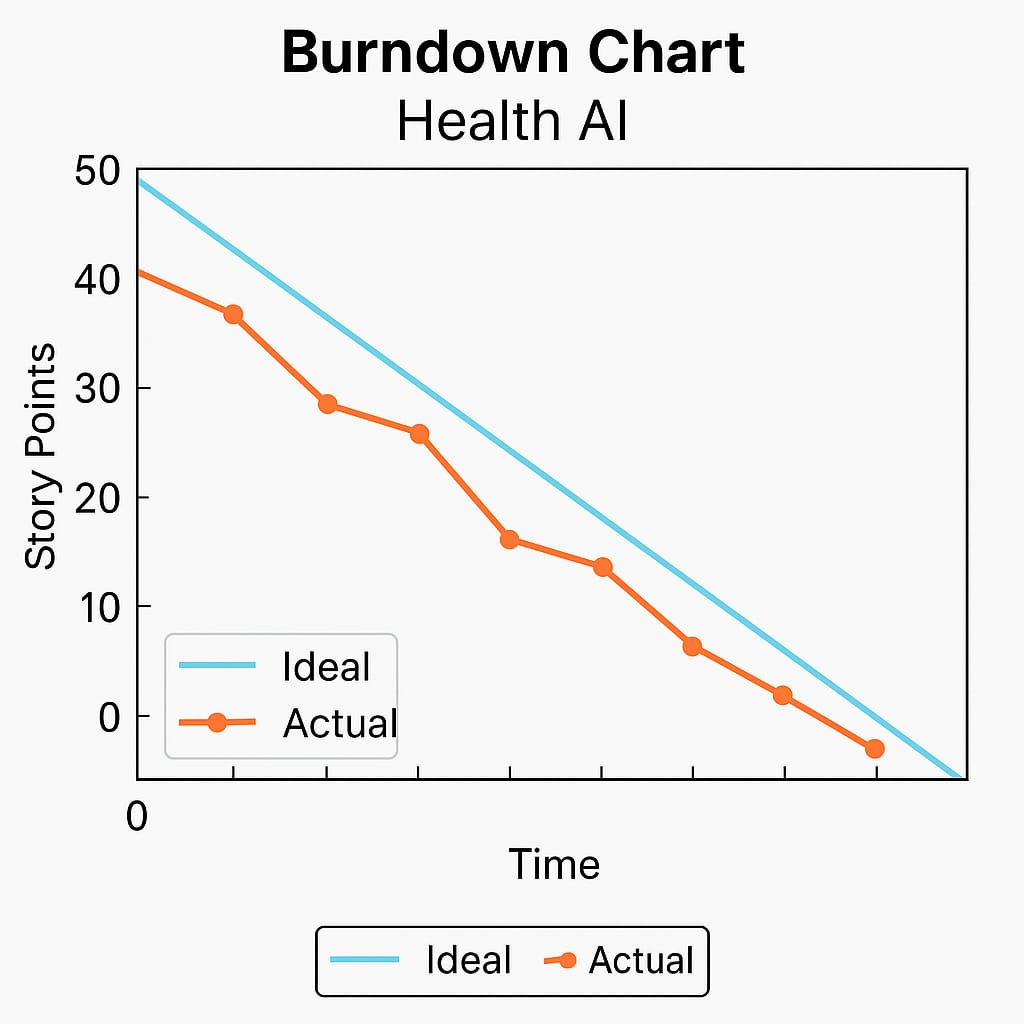 Burndown Chart
Health AI
50
40
30
20
10
0
Story Points
Ideal
Actual
0
Time
Ideal Actual